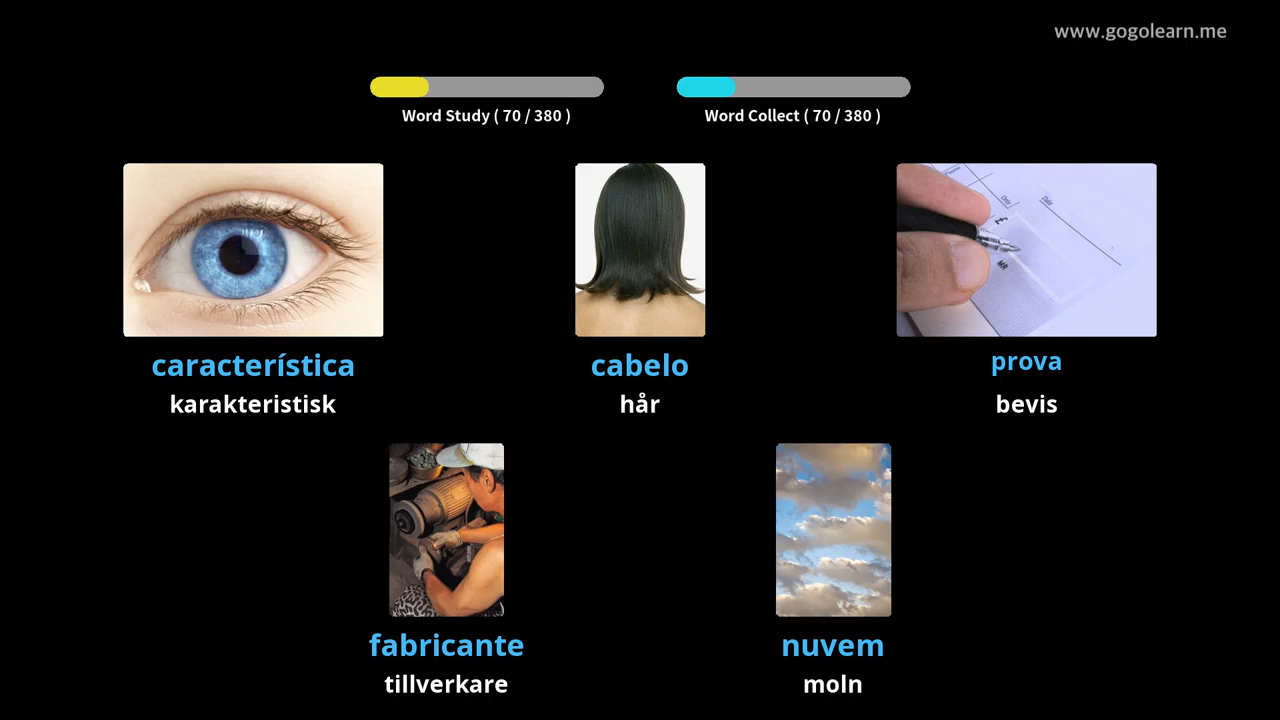 www.gogolearn.me
Word Study ( 70 / 380 )
Word Collect ( 70 / 380 )
característica
karakteristisk
cabelo
hår
prova
bevis
fabricante
tillverkare
nuvem
moln